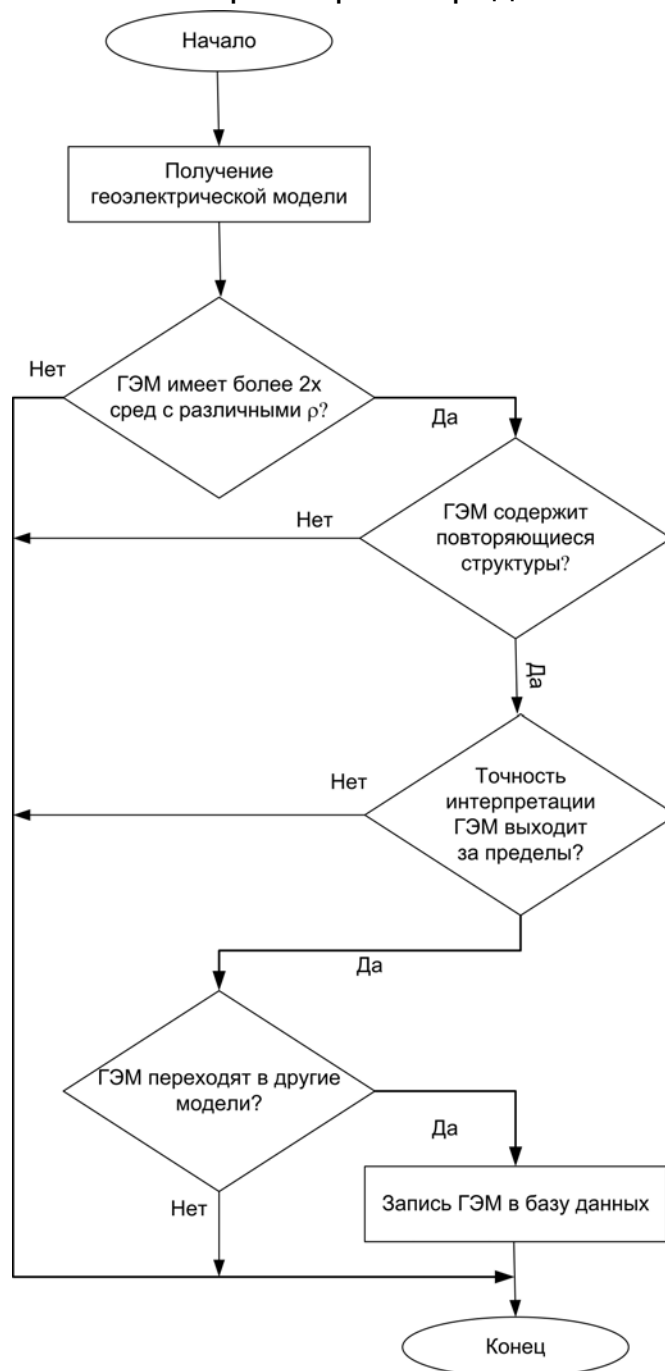 Начало
Получение
геоэлектрической модели
Нет
ГЭМ имеет более 2х
сред с различными ρ?
Да
Нет
ГЭМ содержит
повторяющиеся
структуры?
Да
Нет
Точность
интерпретации
ГЭМ выходит
за пределы?
Да
ГЭМ переходят в другие
модели?
Да
Нет
Запись ГЭМ в базу данных
Конец